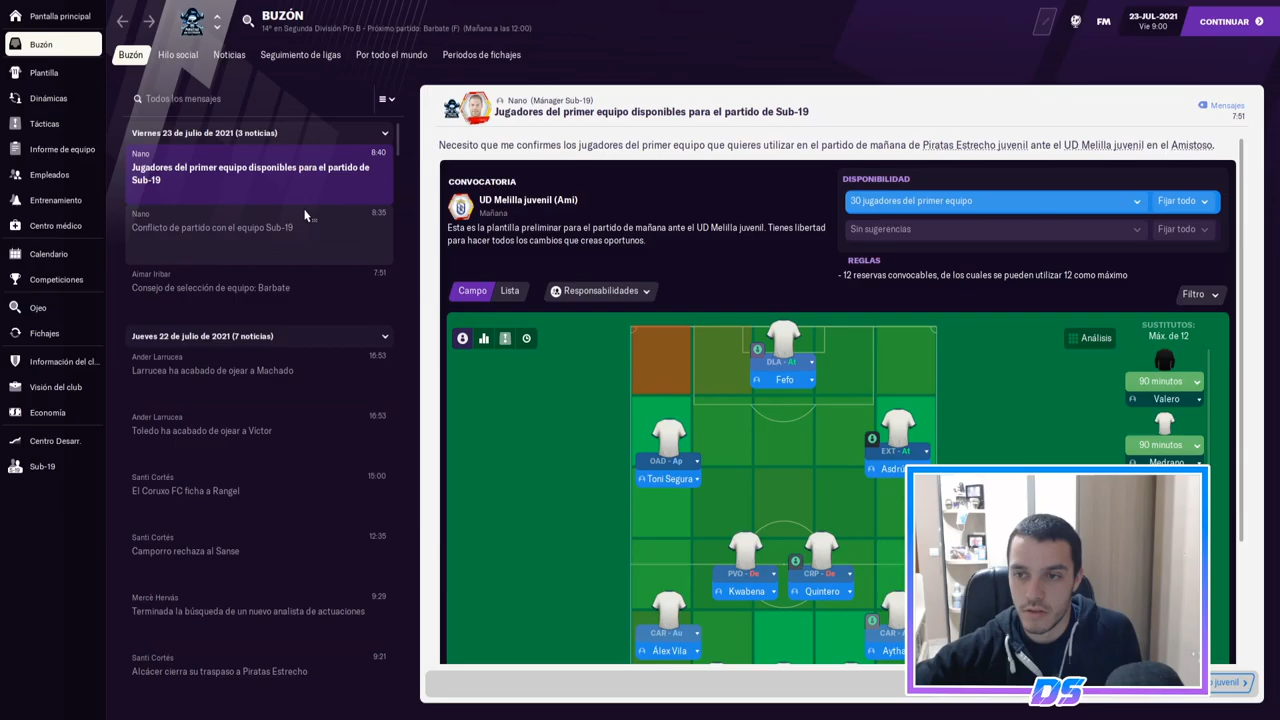 Pantalla principal
Buzón
Plantilla
Dinámicas
Tácticas
Informe de equipo
Empleados
Entrenamiento
Centro médico
Calendario
Competiciones
Ojeo
Fichajes
Información del cl...
Visión del club
Economía
Centro Desarr.
Sub-19
BUZÓN
14º en Segunda División Pro B - Próximo partido: Barbate (F) (Mañana a las 12:00)
FM
23-JUL-2021
Vie 9:00
CONTINUAR
Buzón
Hilo social
Noticias
Seguimiento de ligas
Por todo el mundo
Periodos de fichajes
Todos los mensajes
Viernes 23 de julio de 2021 (3 noticias)
Nano 8:40
Jugadores del primer equipo disponibles para el partido de
Sub-19
Nano 8:35
Conflicto de partido con el equipo Sub-19
Aimar Iribar 7:51
Consejo de selección de equipo: Barbate
Jueves 22 de julio de 2021 (7 noticias)
Ander Larrucea 16:53
Larrucea ha acabado de ojear a Machado
Ander Larrucea 16:53
Toledo ha acabado de ojear a Víctor
Santi Cortés 15:00
El Coruxo FC ficha a Rangel
Santi Cortés 12:35
Camporro rechaza al Sanse
Mercè Hervás 9:29
Terminada la búsqueda de un nuevo analista de actuaciones
Santi Cortés 9:21
Alcácer cierra su traspaso a Piratas Estrecho
Nano (Mánager Sub-19)
Jugadores del primer equipo disponibles para el partido de Sub-19
Mensajes
7:51
Necesito que me confirmes los jugadores del primer equipo que quieres utilizar en el partido de mañana de Piratas Estrecho juvenil ante el UD Melilla juvenil en el Amistoso.
CONVOCATORIA
UD Melilla juvenil (Ami)
Mañana
Esta es la plantilla preliminar para el partido de mañana ante el UD Melilla juvenil. Tienes libertad
para hacer todos los cambios que creas oportunos.
DISPONIBILIDAD
30 jugadores del primer equipo
Fijar todo
Sin sugerencias
Fijar todo
REGLAS
- 12 reservas convocables, de los cuales se pueden utilizar 12 como máximo
Campo
Lista
Responsabilidades
Filtro
Análisis
SUSTITUTOS:
Máx. de 12
90 minutos
Valero
90 minutos
Medrano
DLA - At
Fefo
OAD - Ap
Toni Segura
EXT - At
PVO - De
Kwabena
CRP - De
Quintero
CAR - Au
Álex Vila
juvenil
DS